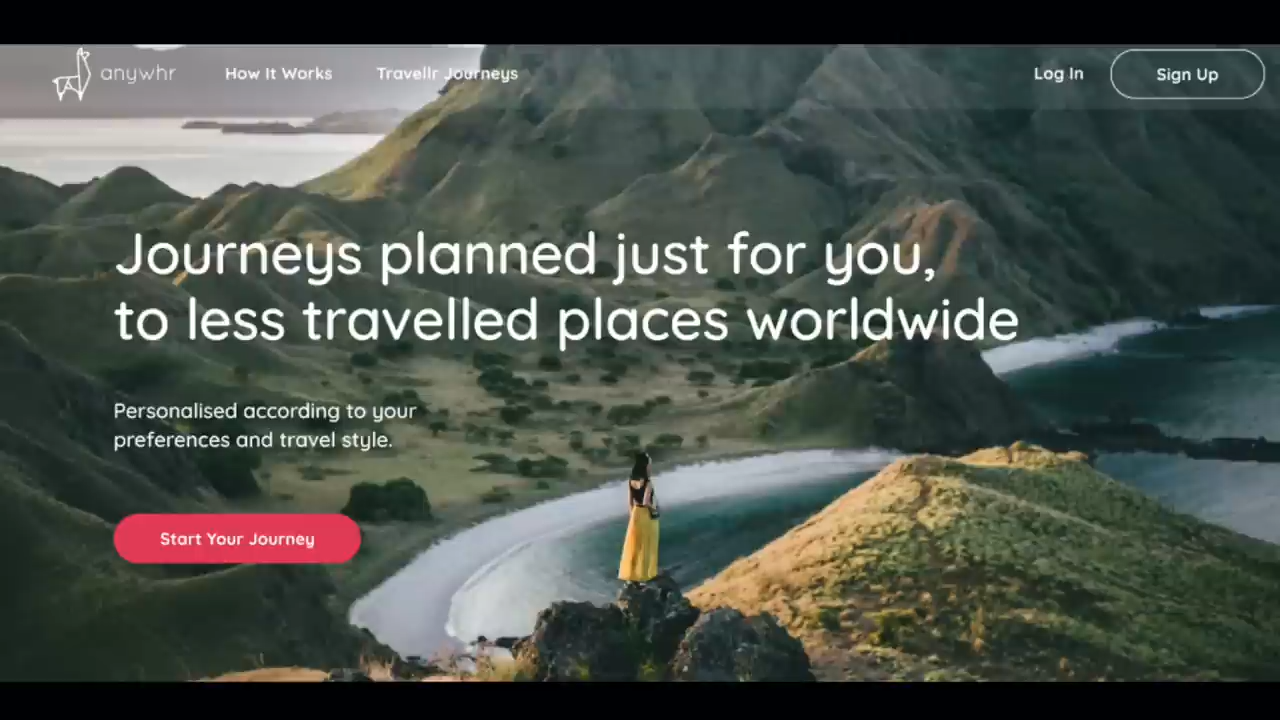 anywhr
How It Works
Travellr Journeys
Log In
Sign Up
Journeys planned just for you,
to less travelled places worldwide
Personalised according to your
preferences and travel style.
Start Your Journey